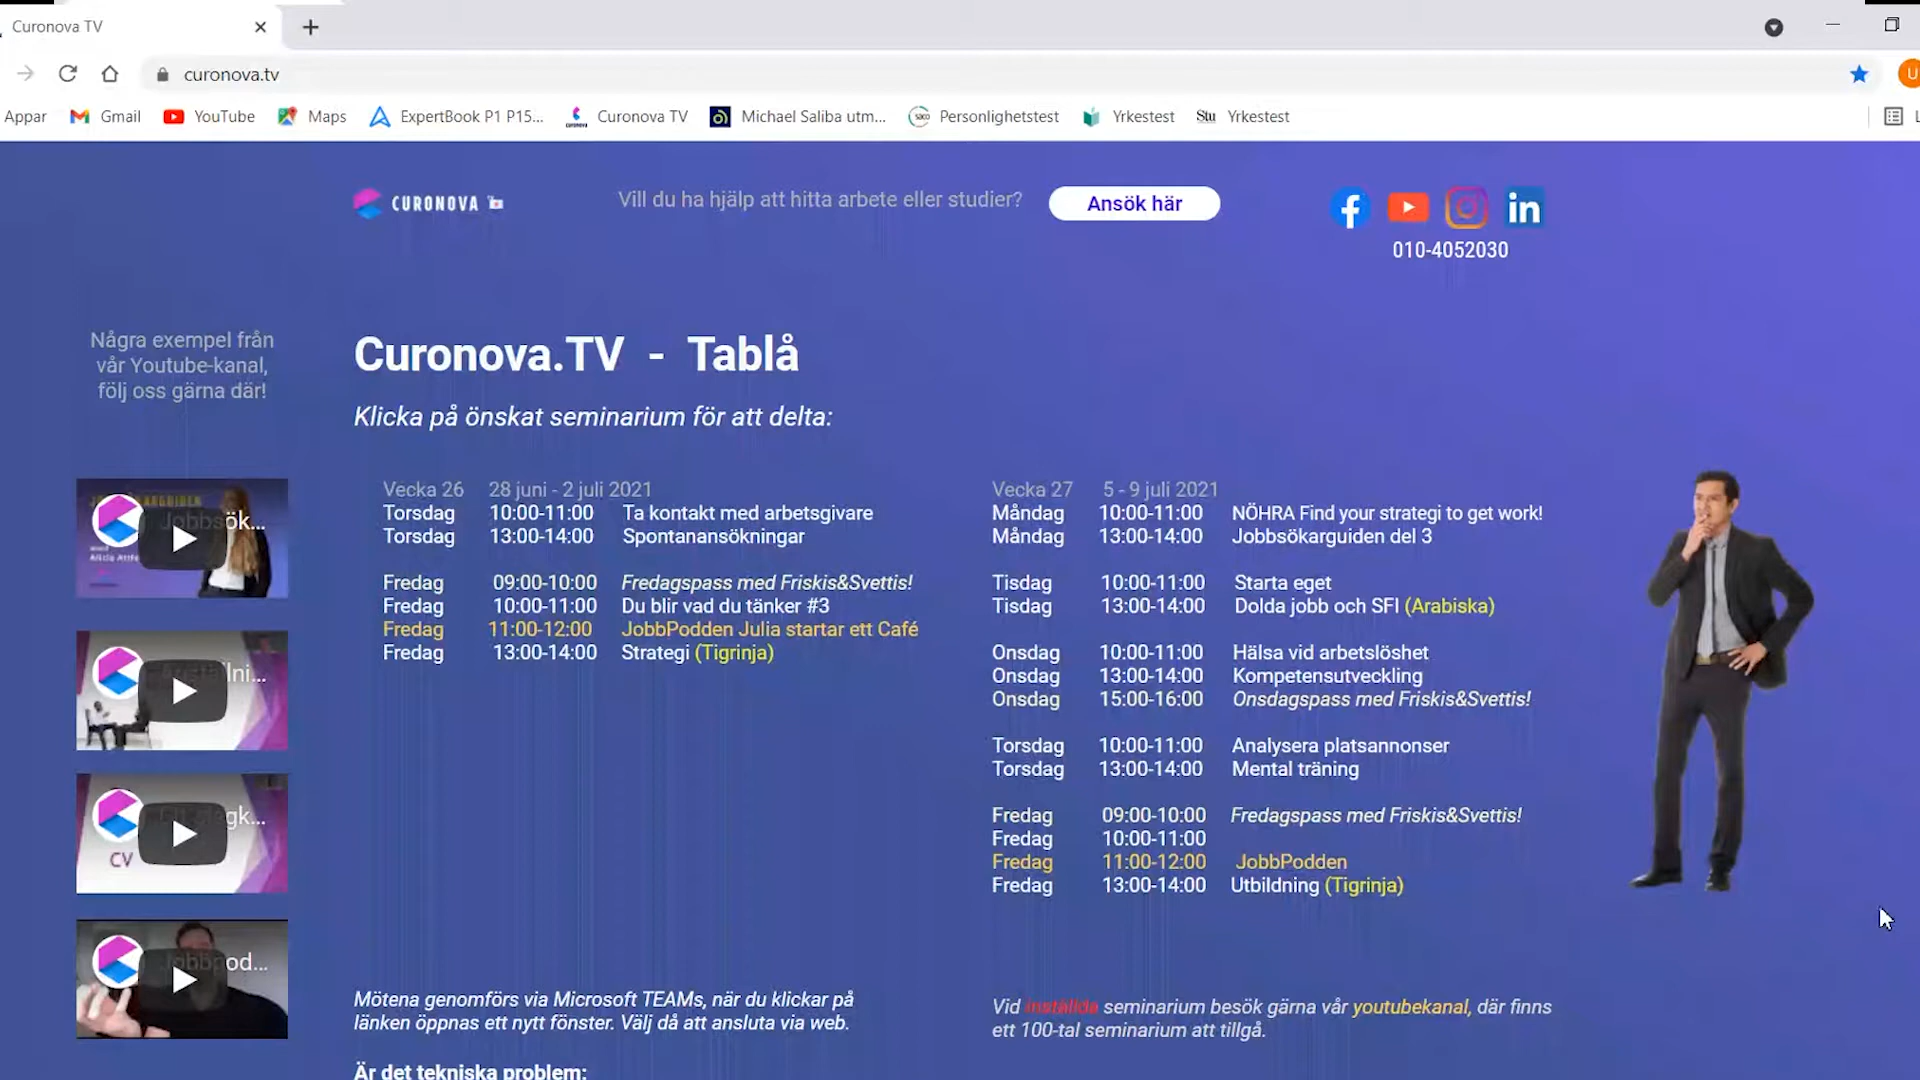 Curonova TV
curonova.tv
U
Appar Gmail YouTube Maps ExpertBook P1 P15... Curonova TV Michael Saliba utm... Personlighetstest Yrkestest Stu Yrkestest L
CURONOVA
Vill du ha hjälp att hitta arbete eller studier?
Ansök här
010-4052030
Några exempel från
vår Youtube-kanal,
följ oss gärna där!
Curonova.TV - Tablå
Klicka på önskat seminarium för att delta:
Vecka 26 28 juni - 2 juli 2021
Torsdag 10:00-11:00 Ta kontakt med arbetsgivare
Torsdag 13:00-14:00 Spontanansökningar
Fredag 09:00-10:00 Fredagspass med Friskis&Svettis!
Fredag 10:00-11:00 Du blir vad du tänker #3
Fredag 11:00-12:00 JobbPodden Julia startar ett Café
Fredag 13:00-14:00 Strategi (Tigrinja)
Vecka 27 5 - 9 juli 2021
Måndag 10:00-11:00 NÖHRA Find your strategi to get work!
Måndag 13:00-14:00 Jobbsökarguiden del 3
Tisdag 10:00-11:00 Starta eget
Tisdag 13:00-14:00 Dolda jobb och SFI (Arabiska)
Onsdag 10:00-11:00 Hälsa vid arbetslöshet
Onsdag 13:00-14:00 Kompetensutveckling
Onsdag 15:00-16:00 Onsdagspass med Friskis&Svettis!
Torsdag 10:00-11:00 Analysera platsannonser
Torsdag 13:00-14:00 Mental träning
Fredag 09:00-10:00 Fredagspass med Friskis&Svettis!
Fredag 10:00-11:00
Fredag 11:00-12:00 JobbPodden
Fredag 13:00-14:00 Utbildning (Tigrinja)
Jobbsök...
CV
Jobbpod...
Mötena genomförs via Microsoft TEAMs, när du klickar på
länken öppnas ett nytt fönster. Välj då att ansluta via web.
Är det tekniska problem:
Vid inställda seminarium besök gärna vår youtubekanal, där finns
ett 100-tal seminarium att tillgå.